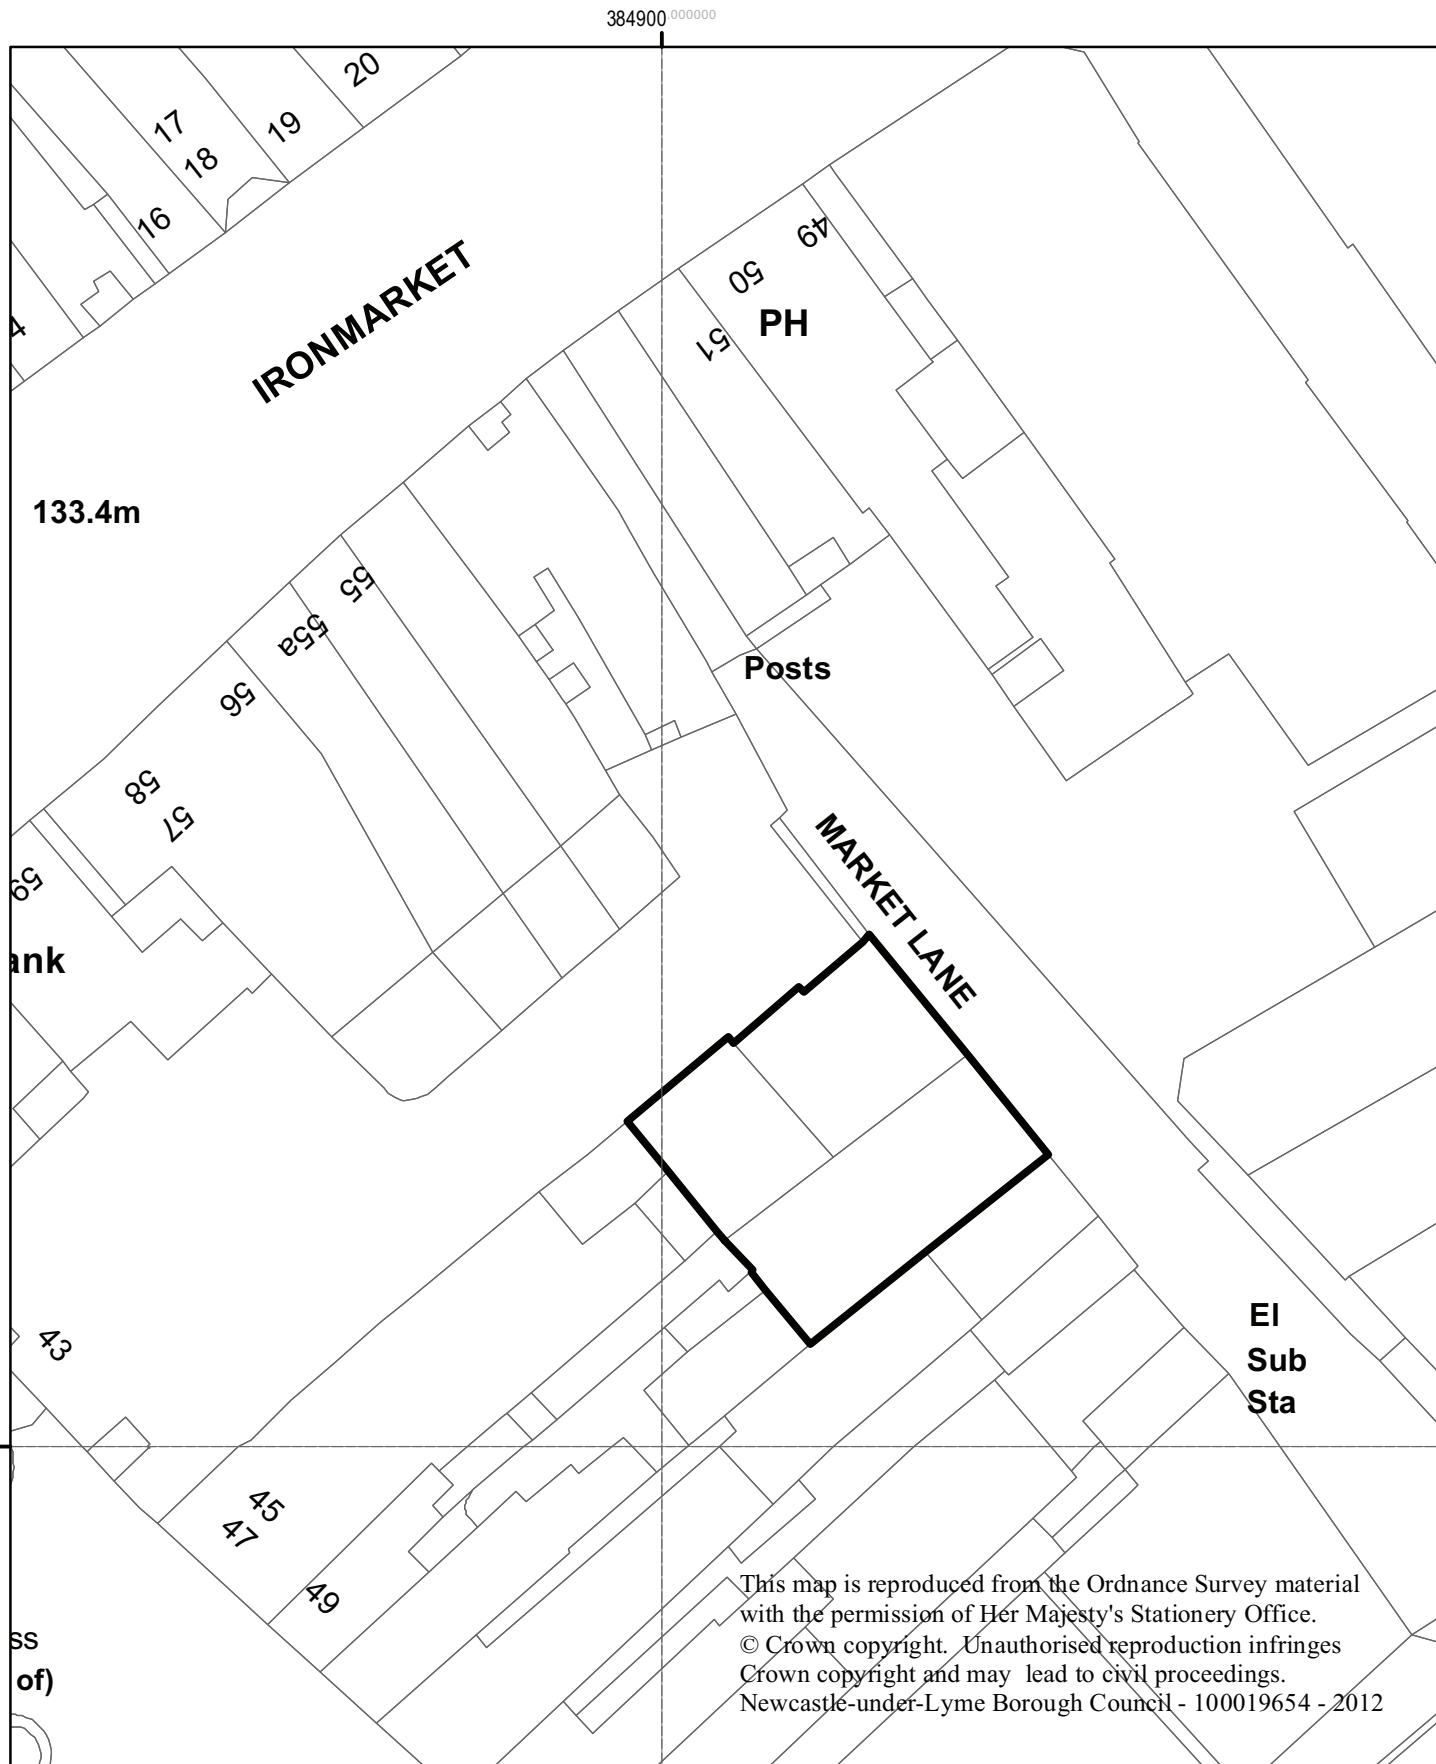 384900.000000
20
17
19
18
16
4
IRONMARKET
49
50
PH
51
133.4m
55
55a
Posts
56
58
57
MARKET LANE
59
ank
El
Sub
Sta
43
45
47
49
ss
of)
This map is reproduced from the Ordnance Survey material
with the permission of Her Majesty's Stationery Office.
© Crown copyright. Unauthorised reproduction infringes
Crown copyright and may lead to civil proceedings.
Newcastle-under-Lyme Borough Council - 100019654 - 2012